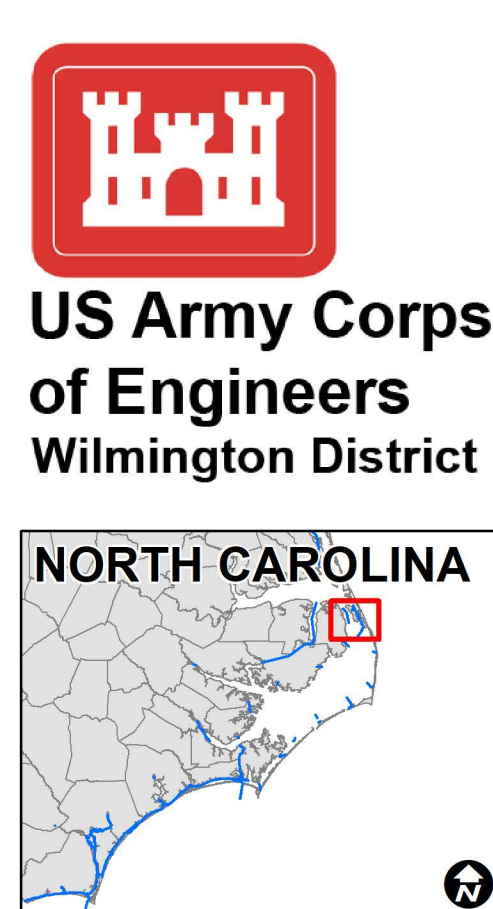 US Army Corps
of Engineers
Wilmington District
NORTH CAROLINA
N